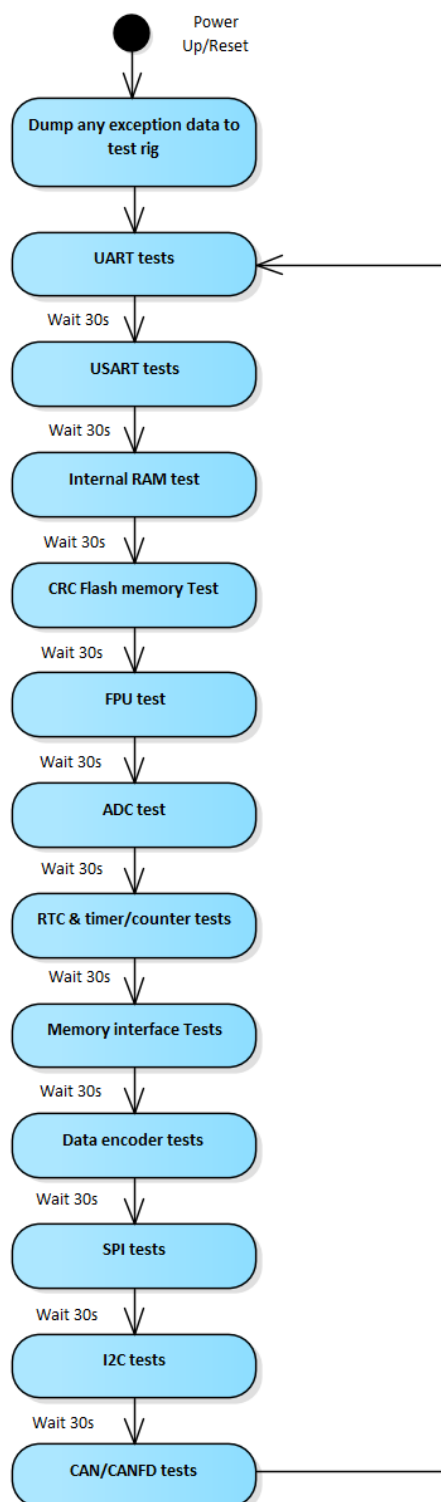 Power
Up/Reset
Dump any exception data to
test rig
UART tests
Wait 30s
USART tests
Wait 30s
Internal RAM test
Wait 30s
CRC Flash memory Test
Wait 30s
FPU test
Wait 30s
ADC test
Wait 30s
RTC & timer/counter tests
Wait 30s
Memory interface Tests
Wait 30s
Data encoder tests
Wait 30s
SPI tests
Wait 30s
I2C tests
Wait 30s
CAN/CANFD tests